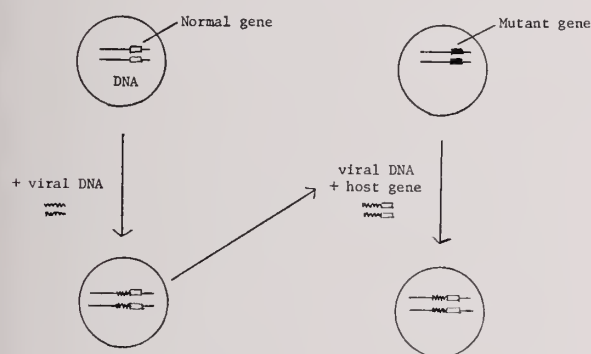 Normal gene
DNA
Mutant gene
+ viral DNA
viral DNA
+ host gene